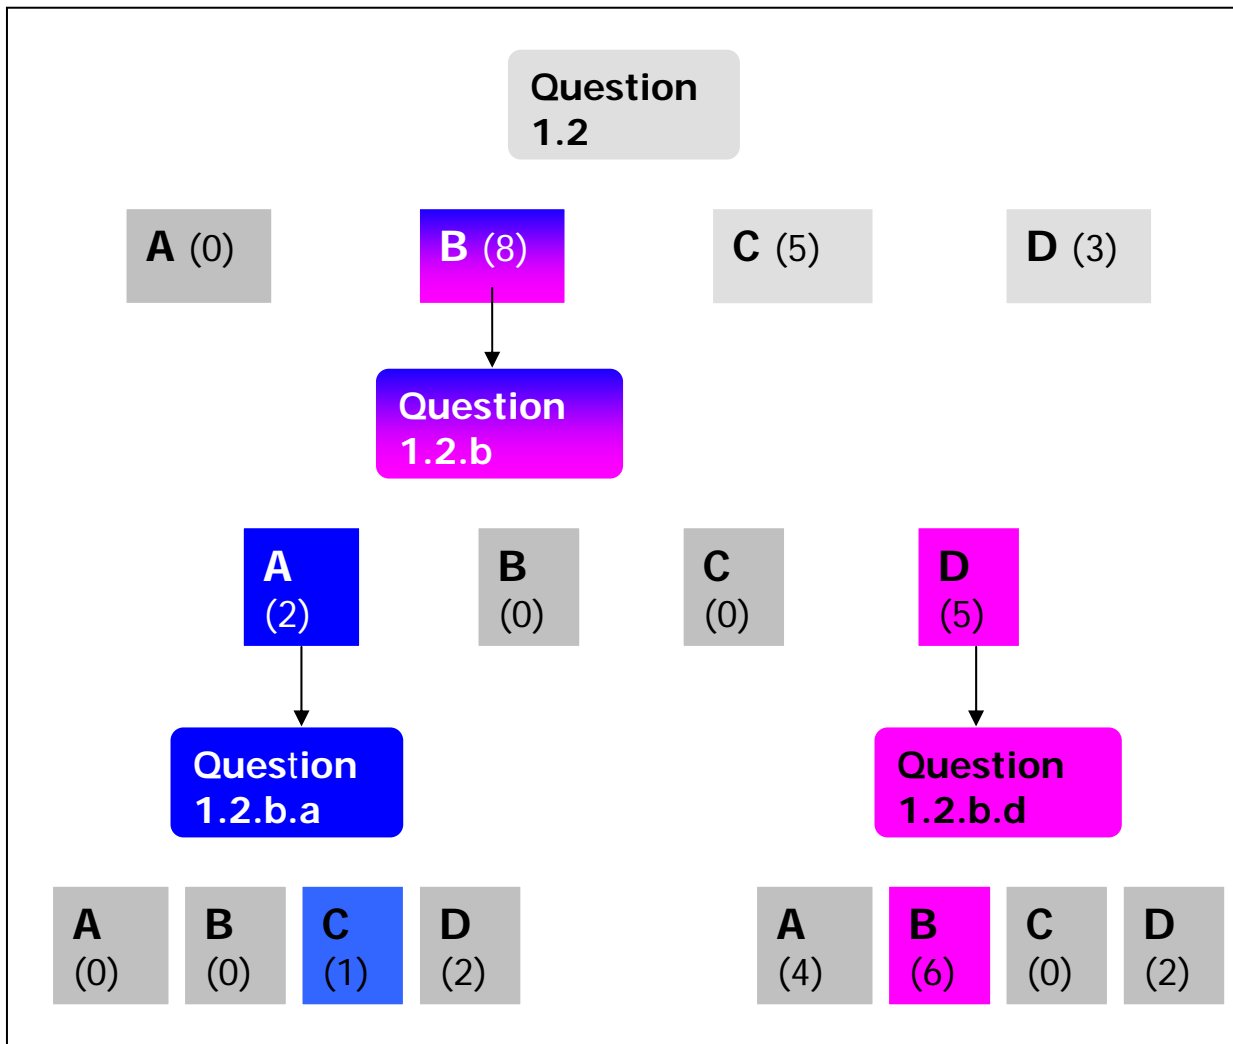 Question
1.2
A (0)
B (8)
C (5)
D (3)
Question
1.2.b
A
(2)
B
(0)
C
(0)
D
(5)
Question
1.2.b.a
Question
1.2.b.d
A
(0)
B
(0)
C
(1)
D
(2)
A
(4)
B
(6)
C
(0)
D
(2)